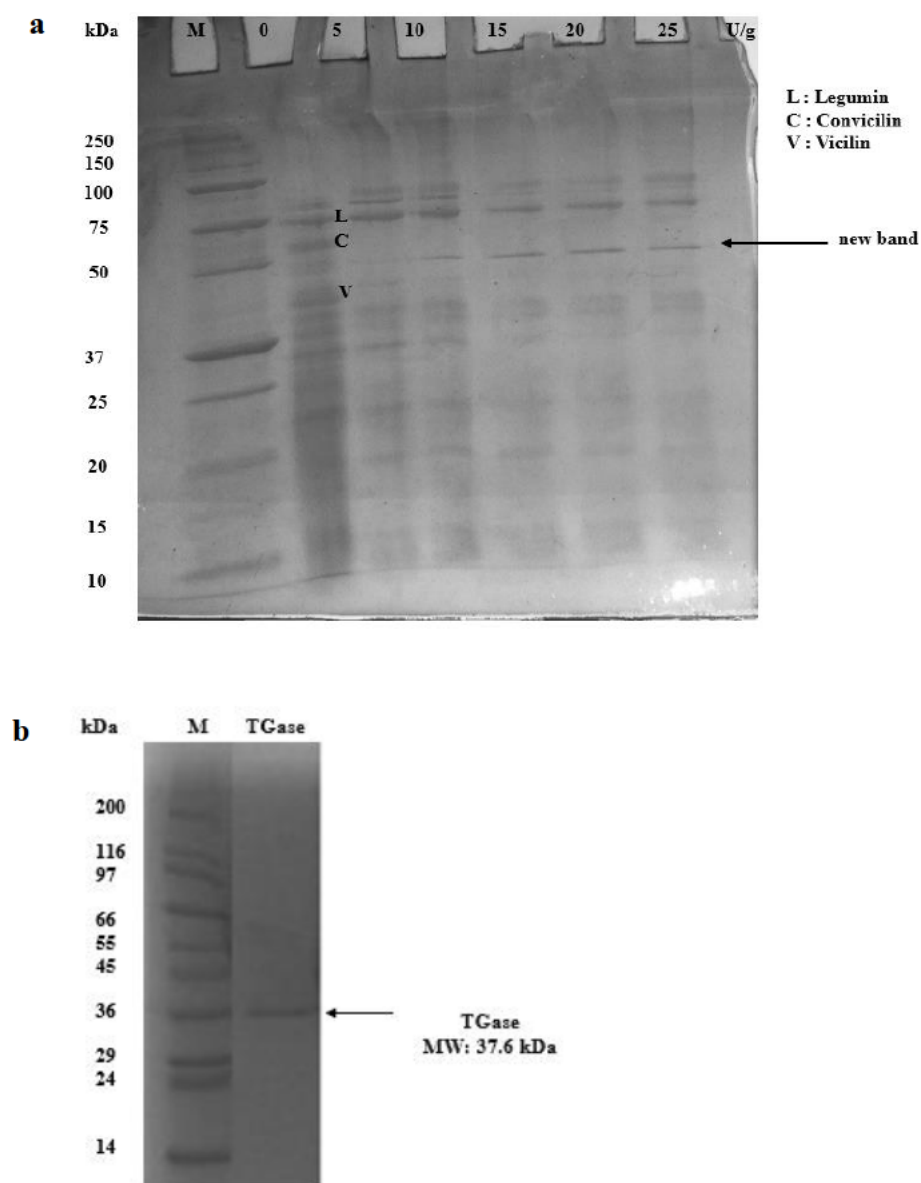 a
kDa M 0 5 10 15 20 25 U/g
L : Legumin
C : Convicilin
V : Vicilin
250
150
100
75
50
37
25
20
15
10
L
C
V
new band
b
kDa M TGase
200
116
97
66
55
45
36
29
24
14
TGase
MW: 37.6 kDa